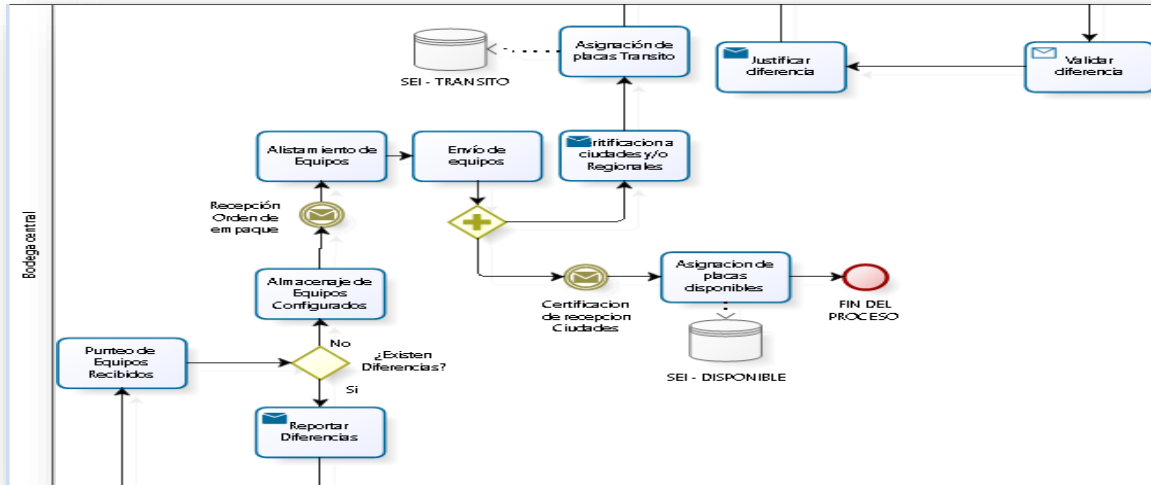 Bodega central
SEI - TRANSITO
Asignación de
placas Transito
Justificar
diferencia
Validar
diferencia
Alistamiento de
Equipos
Envío de
equipos
ritificacion a
ciudades y/o
Regionales
Recepción
Orden de
empaque
Almacenaje de
Equipos
Configurados
Certificacion
de recepcion
Ciudades
Asignacion de
placas
disponibles
FIN DEL
PROCESO
SEI - DISPONIBLE
Punteo de
Equipos
Recibidos
No
¿Existen
Diferencias?
Si
Reportar
Diferencias